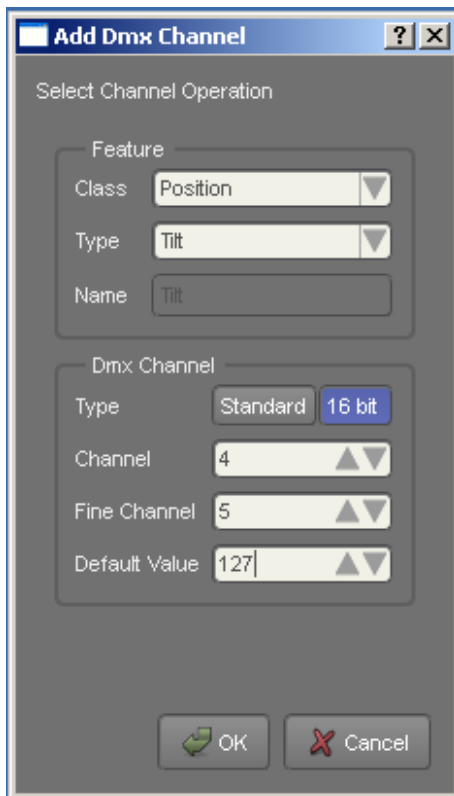 Add Dmx Channel
Select Channel Operation
Feature
Class Position
Type Tilt
Name Tilt
Dmx Channel
Type Standard 16 bit
Channel 4
Fine Channel 5
Default Value 127
OK Cancel